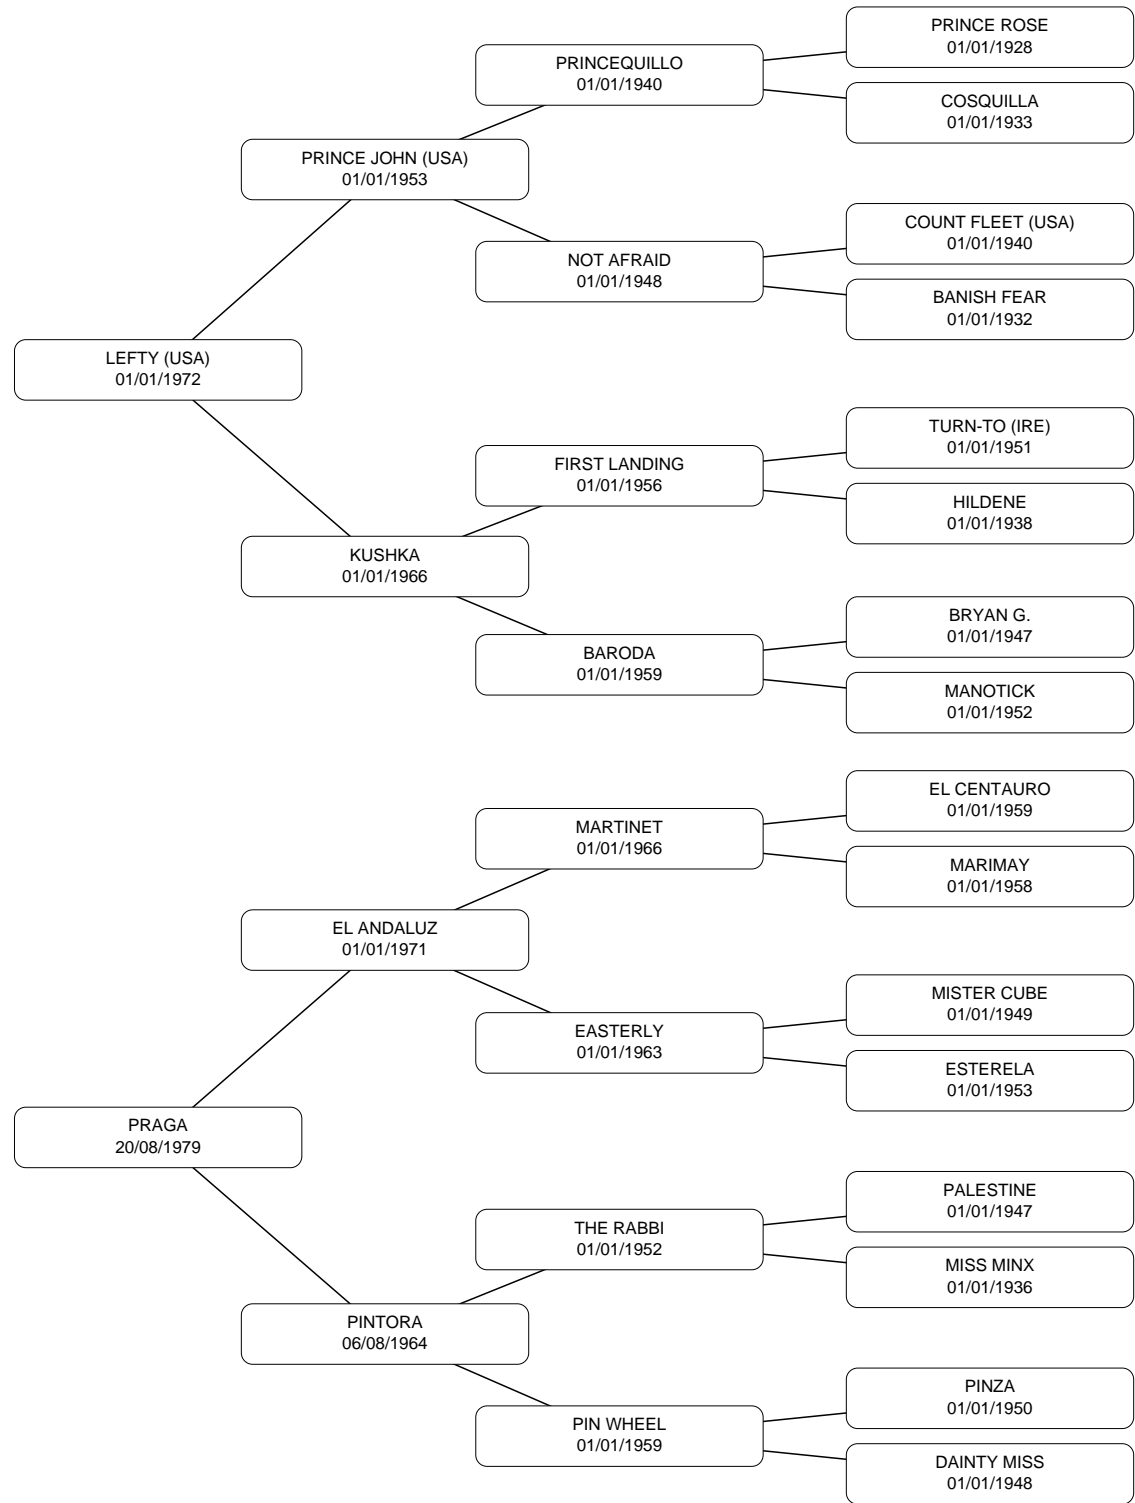 PRINCE ROSE
01/01/1928
PRINCEQUILLO
01/01/1940
COSQUILLA
01/01/1933
PRINCE JOHN (USA)
01/01/1953
COUNT FLEET (USA)
01/01/1940
NOT AFRAID
01/01/1948
BANISH FEAR
01/01/1932
LEFTY (USA)
01/01/1972
TURN-TO (IRE)
01/01/1951
FIRST LANDING
01/01/1956
HILDENE
01/01/1938
KUSHKA
01/01/1966
BRYAN G.
01/01/1947
BARODA
01/01/1959
MANOTICK
01/01/1952
EL CENTAURO
01/01/1959
MARTINET
01/01/1966
MARIMAY
01/01/1958
EL ANDALUZ
01/01/1971
MISTER CUBE
01/01/1949
EASTERLY
01/01/1963
ESTERELA
01/01/1953
PRAGA
20/08/1979
PALESTINE
01/01/1947
THE RABBI
01/01/1952
MISS MINX
01/01/1936
PINTORA
06/08/1964
PINZA
01/01/1950
PIN WHEEL
01/01/1959
DAINTY MISS
01/01/1948